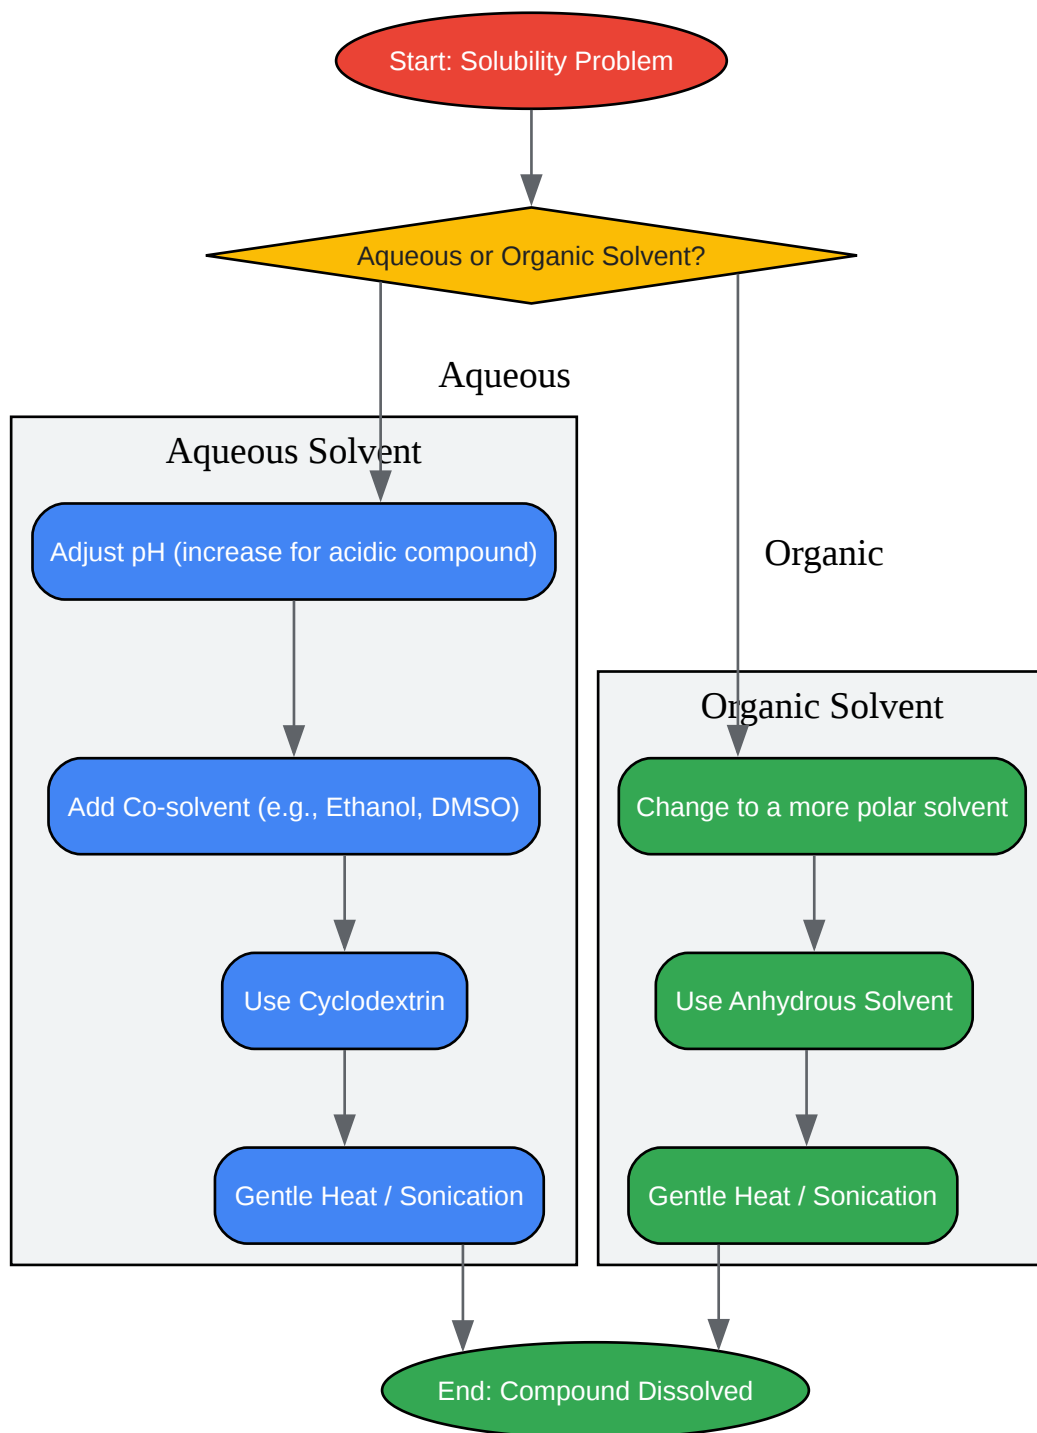 Start: Solubility Problem
Aqueous or Organic Solvent?
Aqueous
Aqueous Solvent
Adjust pH (increase for acidic compound)
Add Co-solvent (e.g., Ethanol, DMSO)
Use Cyclodextrin
Gentle Heat / Sonication
Organic
Organic Solvent
Change to a more polar solvent
Use Anhydrous Solvent
Gentle Heat / Sonication
End: Compound Dissolved